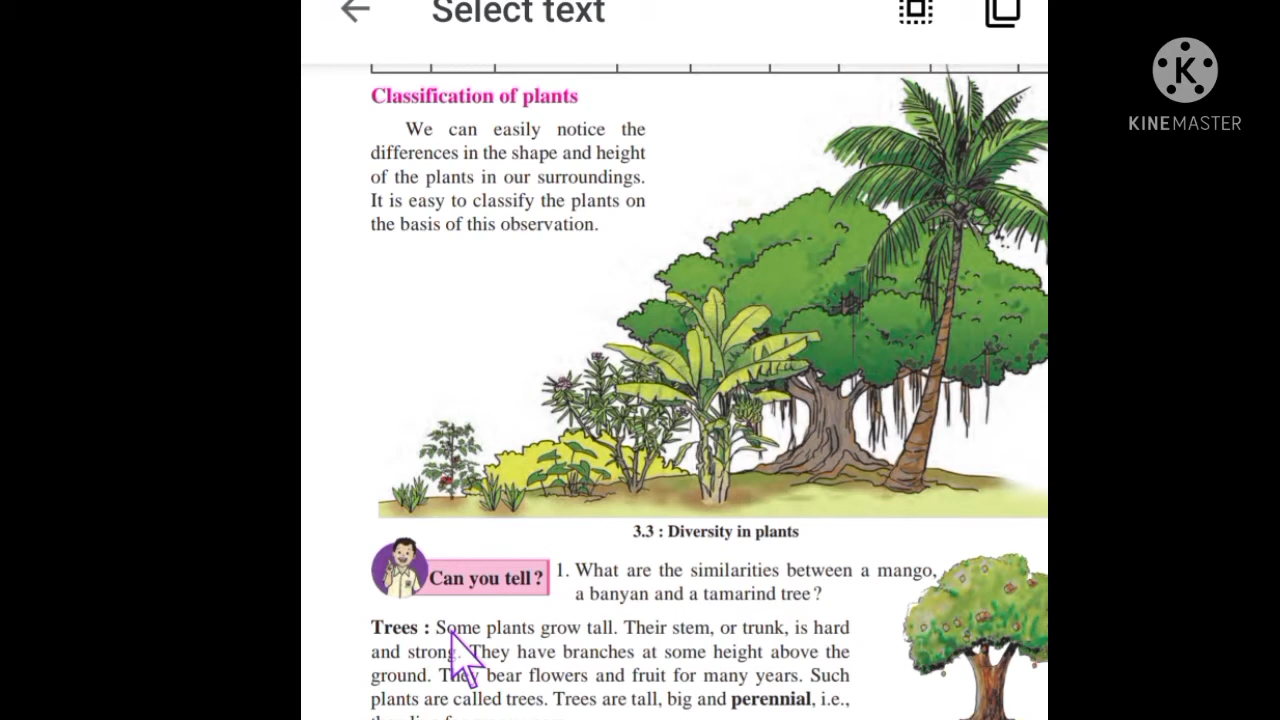 Select text
KINEMASTER
Classification of plants
We can easily notice the
differences in the shape and height
of the plants in our surroundings.
It is easy to classify the plants on
the basis of this observation.
3.3 : Diversity in plants
Can you tell?
1. What are the similarities between a mango,
a banyan and a tamarind tree?
Trees : Some plants grow tall. Their stem, or trunk, is hard
and strong. They have branches at some height above the
ground. They bear flowers and fruit for many years. Such
plants are called trees. Trees are tall, big and perennial, i.e.,